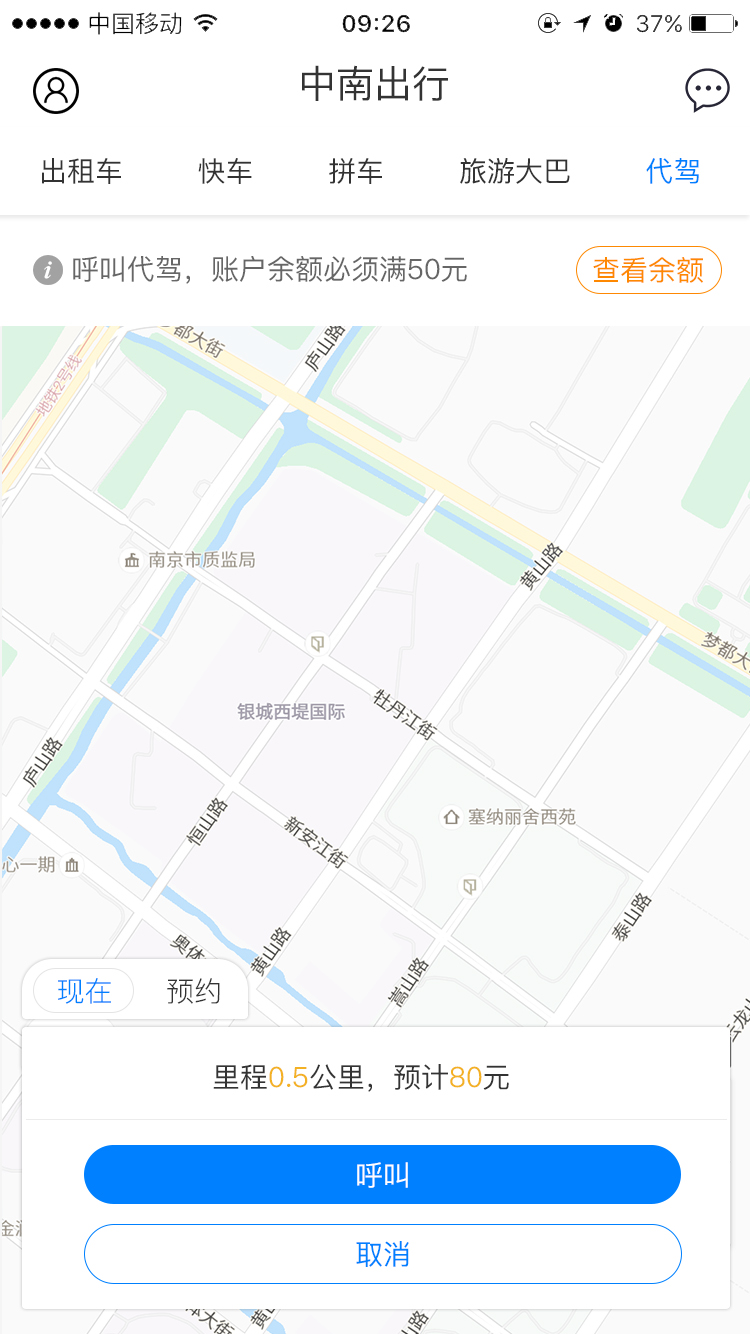 中国移动 09:26 37%
中南出行
出租车 快车 拼车 旅游大巴 代驾
呼叫代驾，账户余额必须满50元 查看余额
都大街
庐山路
地铁2号线
南京市质监局
黄山路
梦都大
银城西堤国际
牡丹江街
庐山路
恒山路
新安江街
塞纳丽舍西苑
心一期
泰山路
奥体
黄山路
嵩山路
现在 预约
里程0.5公里，预计80元
呼叫
取消
大街
山路